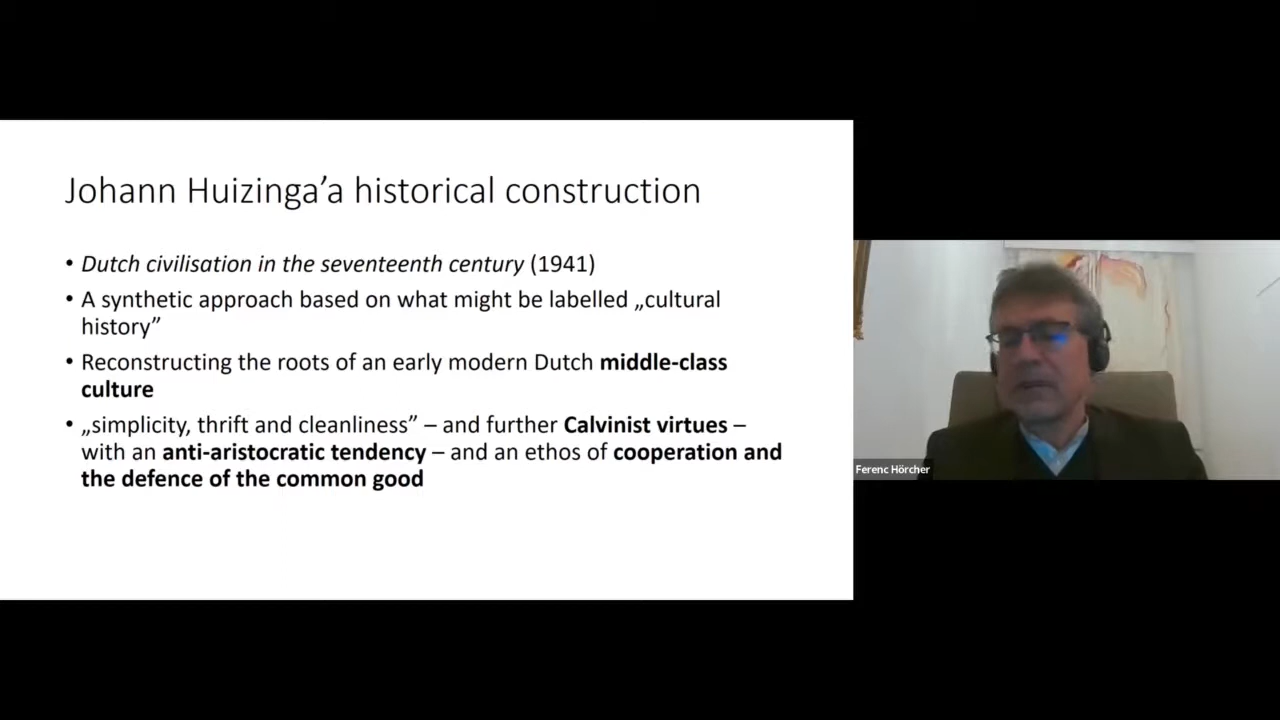 Johann Huizinga’a historical construction
• Dutch civilisation in the seventeenth century (1941)
• A synthetic approach based on what might be labelled „cultural
history”
• Reconstructing the roots of an early modern Dutch middle-class
culture
• „simplicity, thrift and cleanliness” – and further Calvinist virtues –
with an anti-aristocratic tendency – and an ethos of cooperation and
the defence of the common good
Ferenc Hörcher